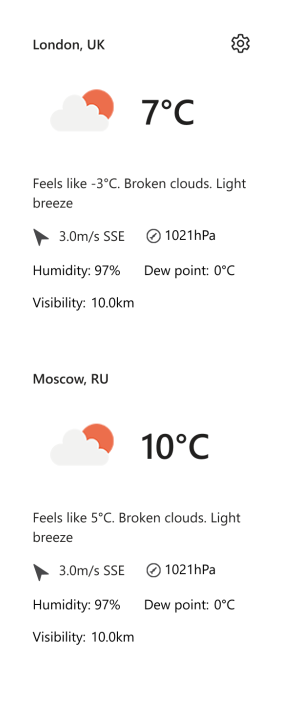 London, UK
7°C
Feels like -3°C. Broken clouds. Light
breeze
3.0m/s SSE 1021hPa
Humidity: 97% Dew point: 0°C
Visibility: 10.0km
Moscow, RU
10°C
Feels like 5°C. Broken clouds. Light
breeze
3.0m/s SSE 1021hPa
Humidity: 97% Dew point: 0°C
Visibility: 10.0km